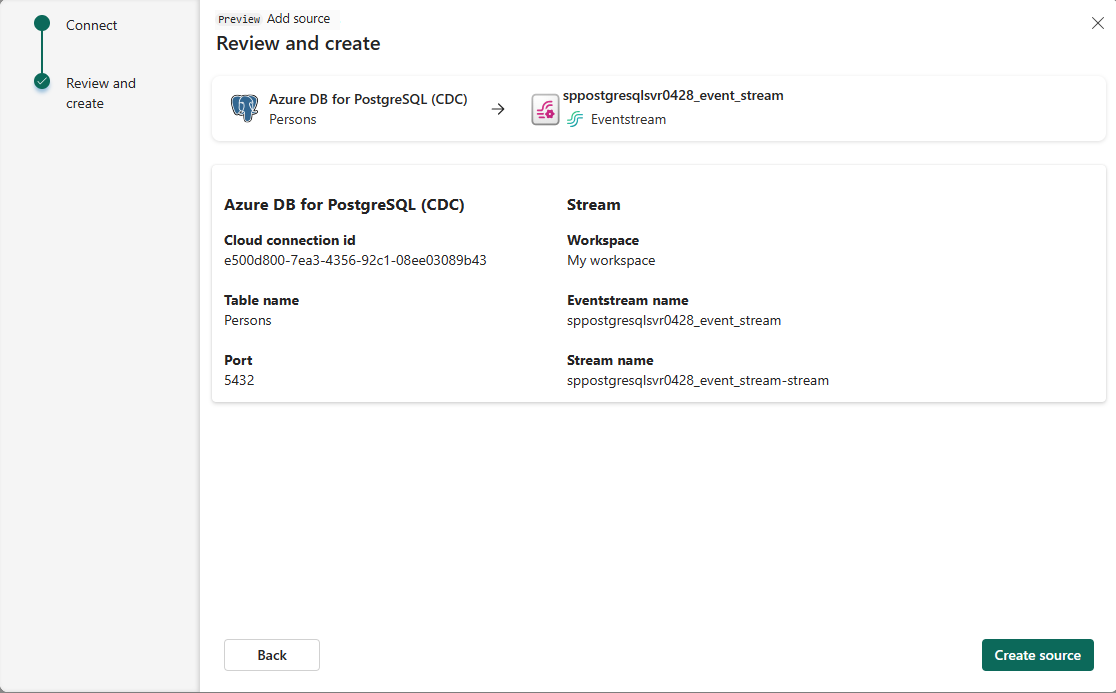 Connect
Review and
create
Preview Add source
Review and create
Azure DB for PostgreSQL (CDC)
Persons
sppostgresqlsvr0428_event_stream
Eventstream
Azure DB for PostgreSQL (CDC)
Cloud connection id
e500d800-7ea3-4356-92c1-08ee03089b43
Table name
Persons
Port
5432
Stream
Workspace
My workspace
Eventstream name
sppostgresqlsvr0428_event_stream
Stream name
sppostgresqlsvr0428_event_stream-stream
Back
Create source